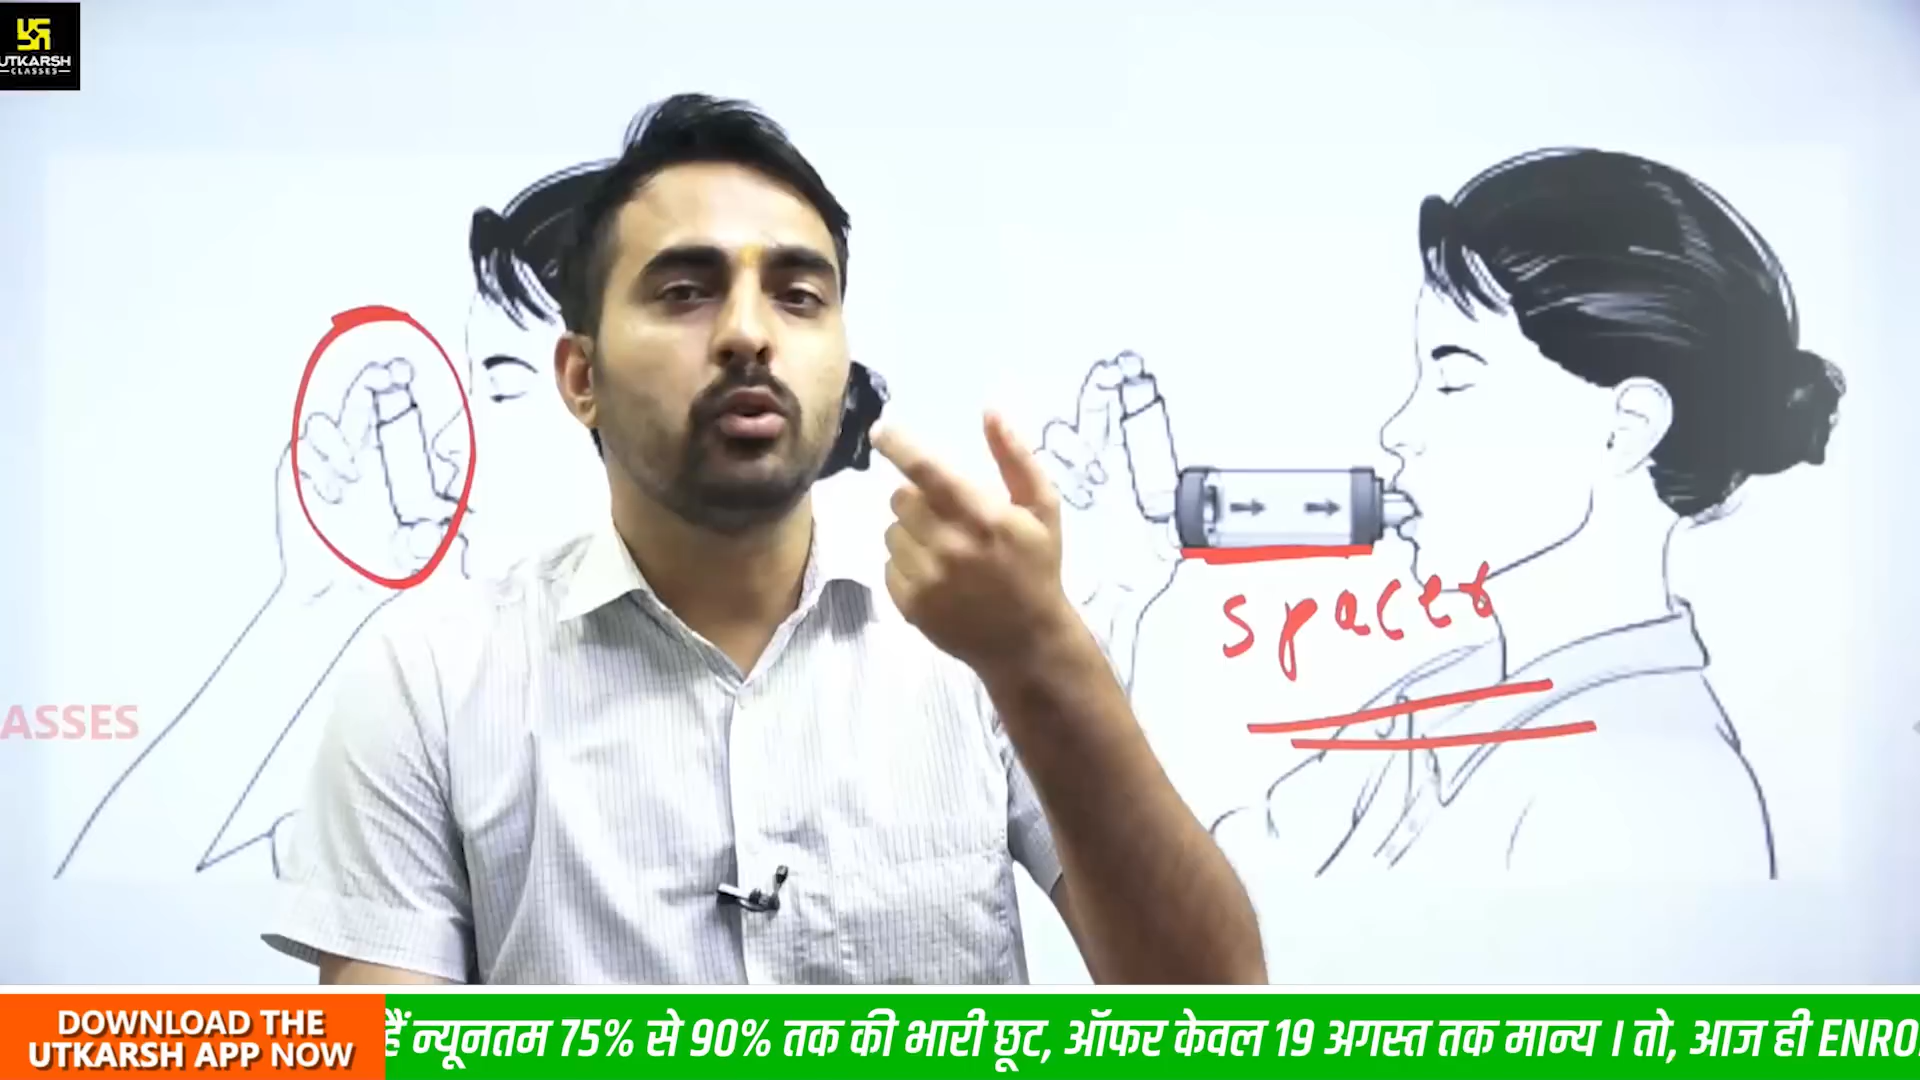 UTKARSH
CLASSES
spacer
ASSES
DOWNLOAD THE
UTKARSH APP NOW
हैं न्यूनतम 75% से 90% तक की भारी छूट, ऑफर केवल 19 अगस्त तक मान्य । तो, आज ही ENRO